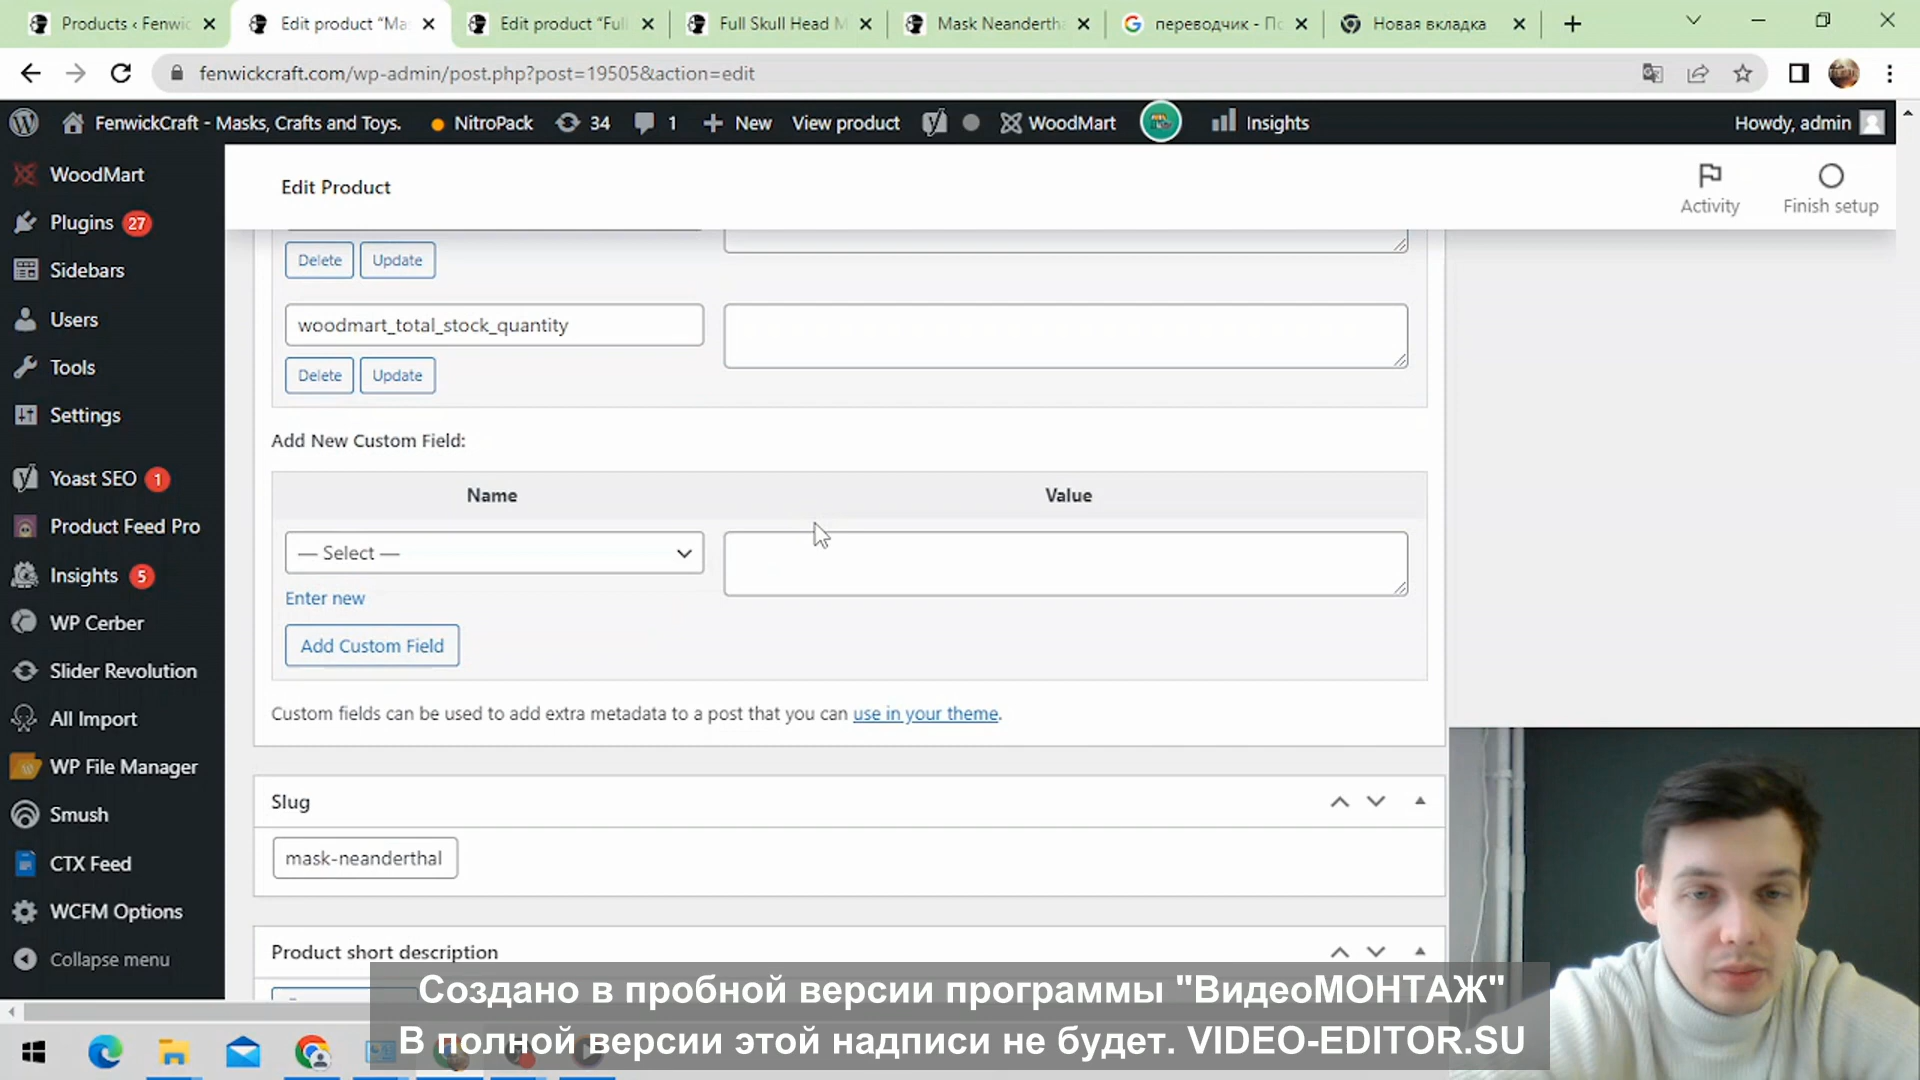 Products ‹ Fenwic
Edit product “Ma
Edit product “Ful
Full Skull Head M
Mask Neandertha
переводчик - По
Новая вкладка
fenwickcraft.com/wp-admin/post.php?post=19505&action=edit
FenwickCraft - Masks, Crafts and Toys.
NitroPack
34
1
New
View product
WoodMart
Insights
Howdy, admin
WoodMart
Plugins 27
Sidebars
Users
Tools
Settings
Yoast SEO 1
Product Feed Pro
Insights 5
WP Cerber
Slider Revolution
All Import
WP File Manager
Smush
CTX Feed
WCFM Options
Collapse menu
Edit Product
Activity
Finish setup
Delete Update
woodmart_total_stock_quantity
Delete Update
Add New Custom Field:
Name Value
— Select —
Enter new
Add Custom Field
Custom fields can be used to add extra metadata to a post that you can use in your theme.
Slug
mask-neanderthal
Product short description
Создано в пробной версии программы "ВидеоМОНТАЖ"
В полной версии этой надписи не будет. VIDEO-EDITOR.SU